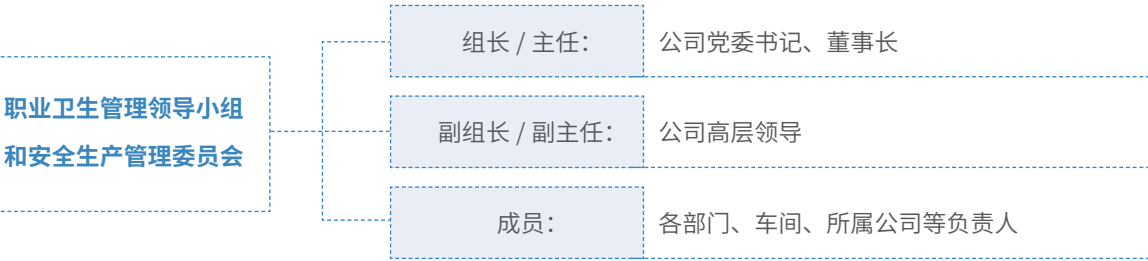 职业卫生管理领导小组
和安全生产管理委员会
组长 / 主任：
公司党委书记、董事长
副组长 / 副主任：
公司高层领导
成员：
各部门、车间、所属公司等负责人